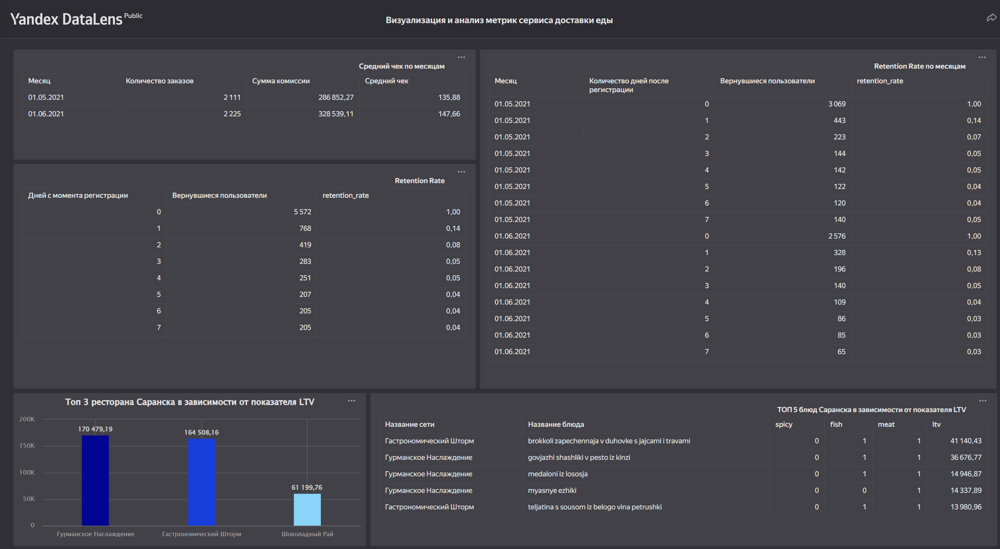 Yandex DataLens Public
Визуализация и анализ метрик сервиса доставки еды
Средний чек по месяцам
Месяц Количество заказов Сумма комиссии Средний чек
01.05.2021 2 111 286 852,27 135,88
01.06.2021 2 225 328 539,11 147,66
Retention Rate
Дней с момента регистрации Вернувшиеся пользователи retention_rate
0 5 572 1,00
1 768 0,14
2 419 0,08
3 283 0,05
4 251 0,05
5 207 0,04
6 205 0,04
7 205 0,04
Retention Rate по месяцам
Месяц Количество дней после регистрации Вернувшиеся пользователи retention_rate
01.05.2021 0 3 069 1,00
01.05.2021 1 443 0,14
01.05.2021 2 223 0,07
01.05.2021 3 144 0,05
01.05.2021 4 142 0,05
01.05.2021 5 122 0,04
01.05.2021 6 120 0,04
01.05.2021 7 140 0,05
01.06.2021 0 2 576 1,00
01.06.2021 1 328 0,13
01.06.2021 2 196 0,08
01.06.2021 3 140 0,05
01.06.2021 4 109 0,04
01.06.2021 5 86 0,03
01.06.2021 6 85 0,03
01.06.2021 7 65 0,03
Топ 3 ресторана Саранска в зависимости от показателя LTV
200K
150K
100K
50K
0
170 479,19
164 508,16
61 199,76
Гурманское Наслаждение Гастрономический Шторм Шоколадный Рай
ТОП 5 блюд Саранска в зависимости от показателя LTV
Название сети Название блюда spicy fish meat ltv
Гастрономический Шторм brokkoli zapechennaja v duhovke s jajcami i travami 0 1 1 41 140,43
Гурманское Наслаждение govjazhi shashliki v pesto iz kinzi 0 1 1 36 676,77
Гурманское Наслаждение medaloni iz lososja 0 1 1 14 946,87
Гурманское Наслаждение myasnye ezhiki 0 0 1 14 337,89
Гастрономический Шторм teljatina s sousom iz belogo vina petrushki 0 1 1 13 980,96